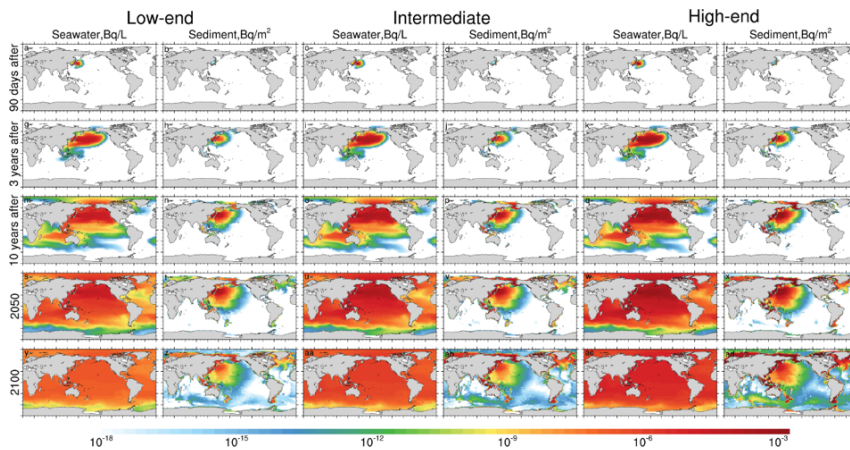 Low-end Intermediate High-end
Seawater,Bq/L Sediment,Bq/m² Seawater,Bq/L Sediment,Bq/m² Seawater,Bq/L Sediment,Bq/m²
90 days after
3 years after
10 years after
2050
2100
10⁻¹⁸ 10⁻¹⁵ 10⁻¹² 10⁻⁹ 10⁻⁶ 10⁻³